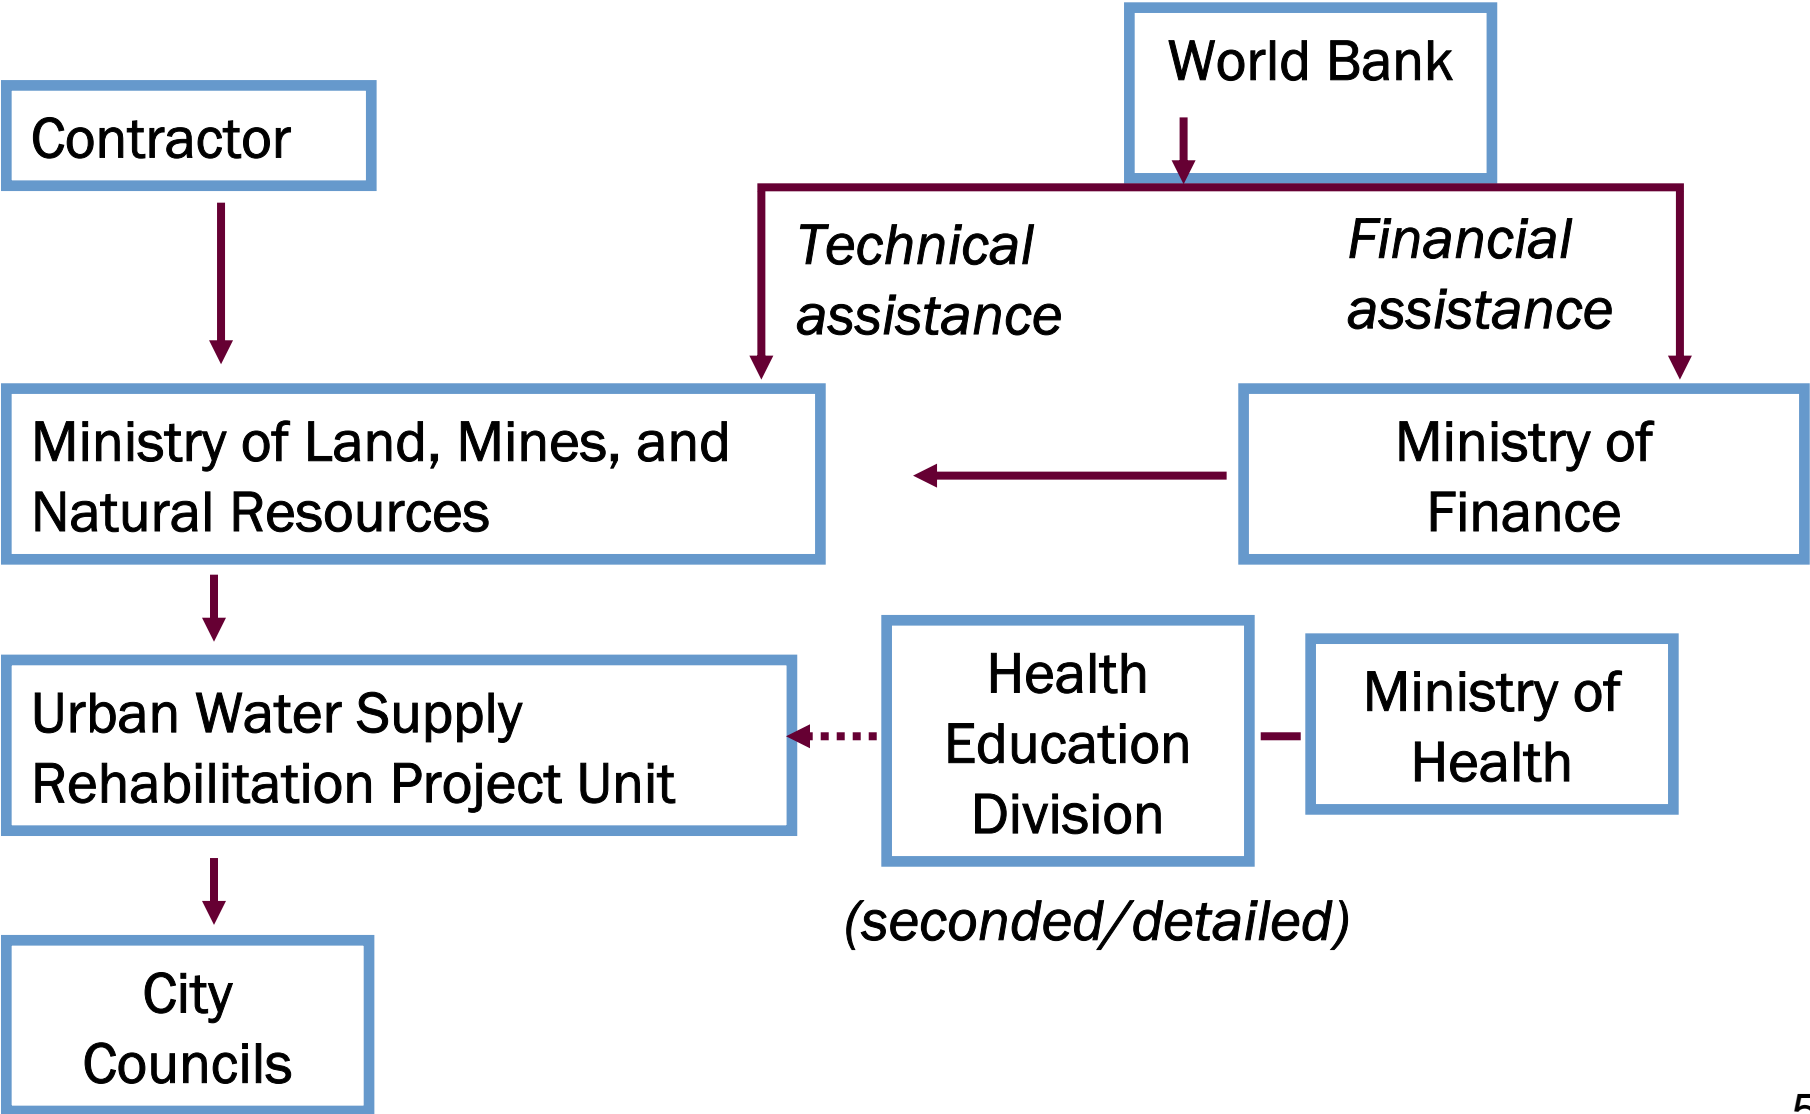 World Bank
Contractor
Technical
assistance
Financial
assistance
Ministry of Land, Mines, and
Natural Resources
Ministry of
Finance
Urban Water Supply
Rehabilitation Project Unit
Health
Education
Division
Ministry of
Health
(seconded/detailed)
City
Councils